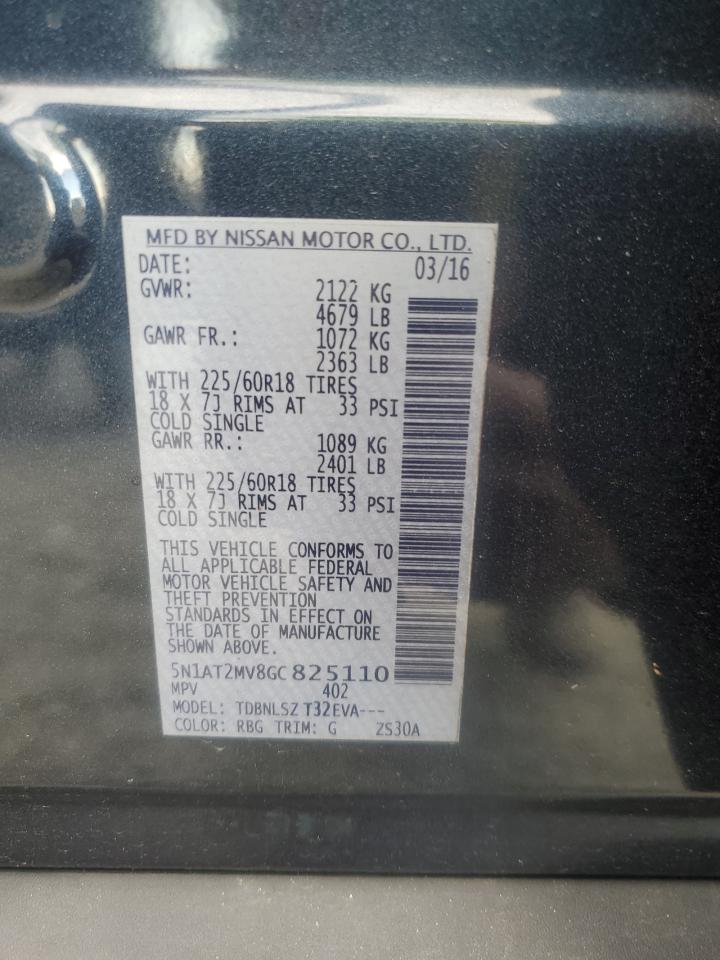 MFD BY NISSAN MOTOR CO., LTD.
DATE: 03/16
GVWR: 2122 KG
4679 LB
GAWR FR.: 1072 KG
2363 LB
WITH 225/60R18 TIRES
18 X 7J RIMS AT 33 PSI
COLD SINGLE
GAWR RR.: 1089 KG
2401 LB
WITH 225/60R18 TIRES
18 X 7J RIMS AT 33 PSI
COLD SINGLE
THIS VEHICLE CONFORMS TO
ALL APPLICABLE FEDERAL
MOTOR VEHICLE SAFETY AND
THEFT PREVENTION
STANDARDS IN EFFECT ON
THE DATE OF MANUFACTURE
SHOWN ABOVE.
5N1AT2MV8GC825110
MPV 402
MODEL: TDBNLSZ T32EVA---
COLOR: RBG TRIM: G ZS30A